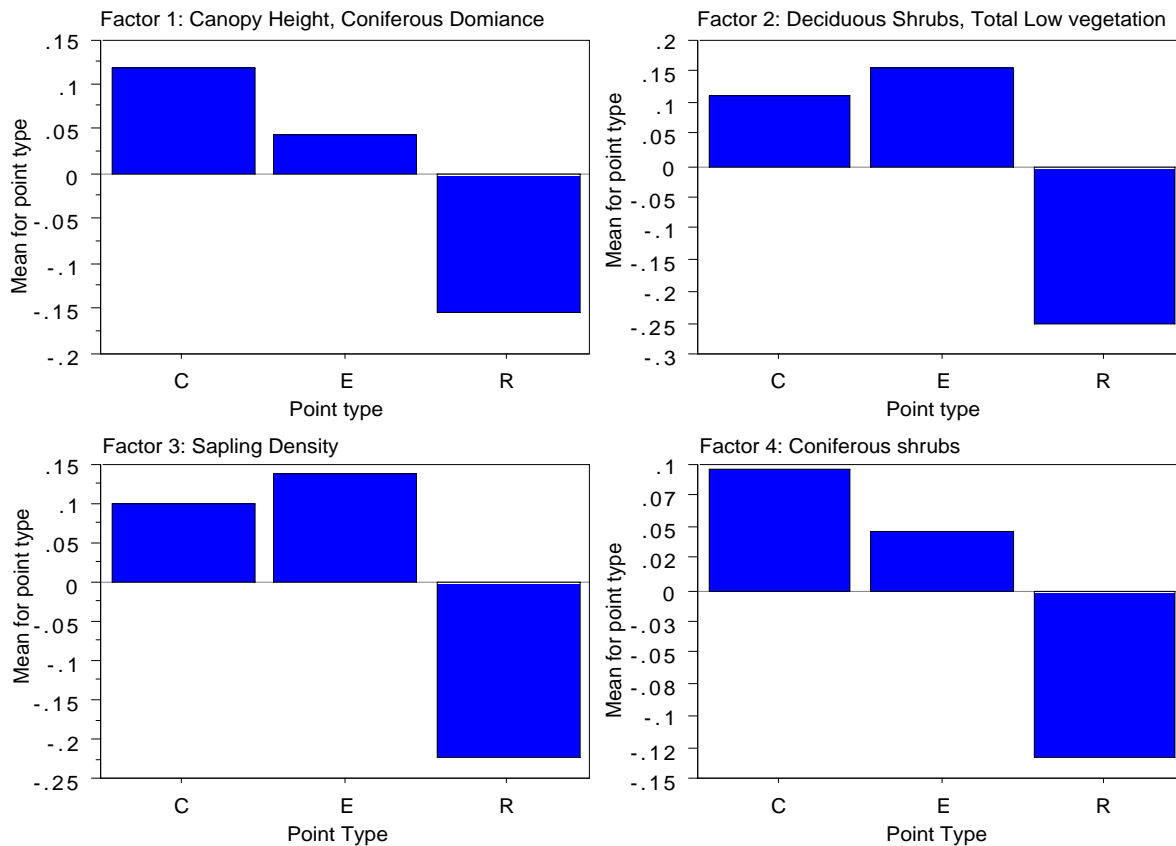 Factor 1: Canopy Height, Coniferous Domiance
Mean for point type
.15
.1
.05
0
-.05
-.1
-.15
-.2
C E R
Point type
Factor 2: Deciduous Shrubs, Total Low vegetation
Mean for point type
.2
.15
.1
.05
0
-.05
-.1
-.15
-.2
-.25
-.3
C E R
Point type
Factor 3: Sapling Density
Mean for point type
.15
.1
.05
0
-.05
-.1
-.15
-.2
-.25
C E R
Point Type
Factor 4: Coniferous shrubs
Mean for point type
.1
.07
.05
.02
0
-.03
-.05
-.08
-.1
-.12
-.15
C E R
Point Type